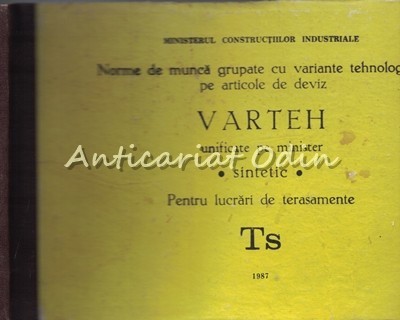 MINISTERUL CONSTRUCȚIILOR INDUSTRIALE
Norme de muncă grupate cu variante tehnolog
pe articole de deviz
VARTEH
unificate pe minister
Anticariat Odin
• sintetic •
Pentru lucrări de terasamente
Ts
1987